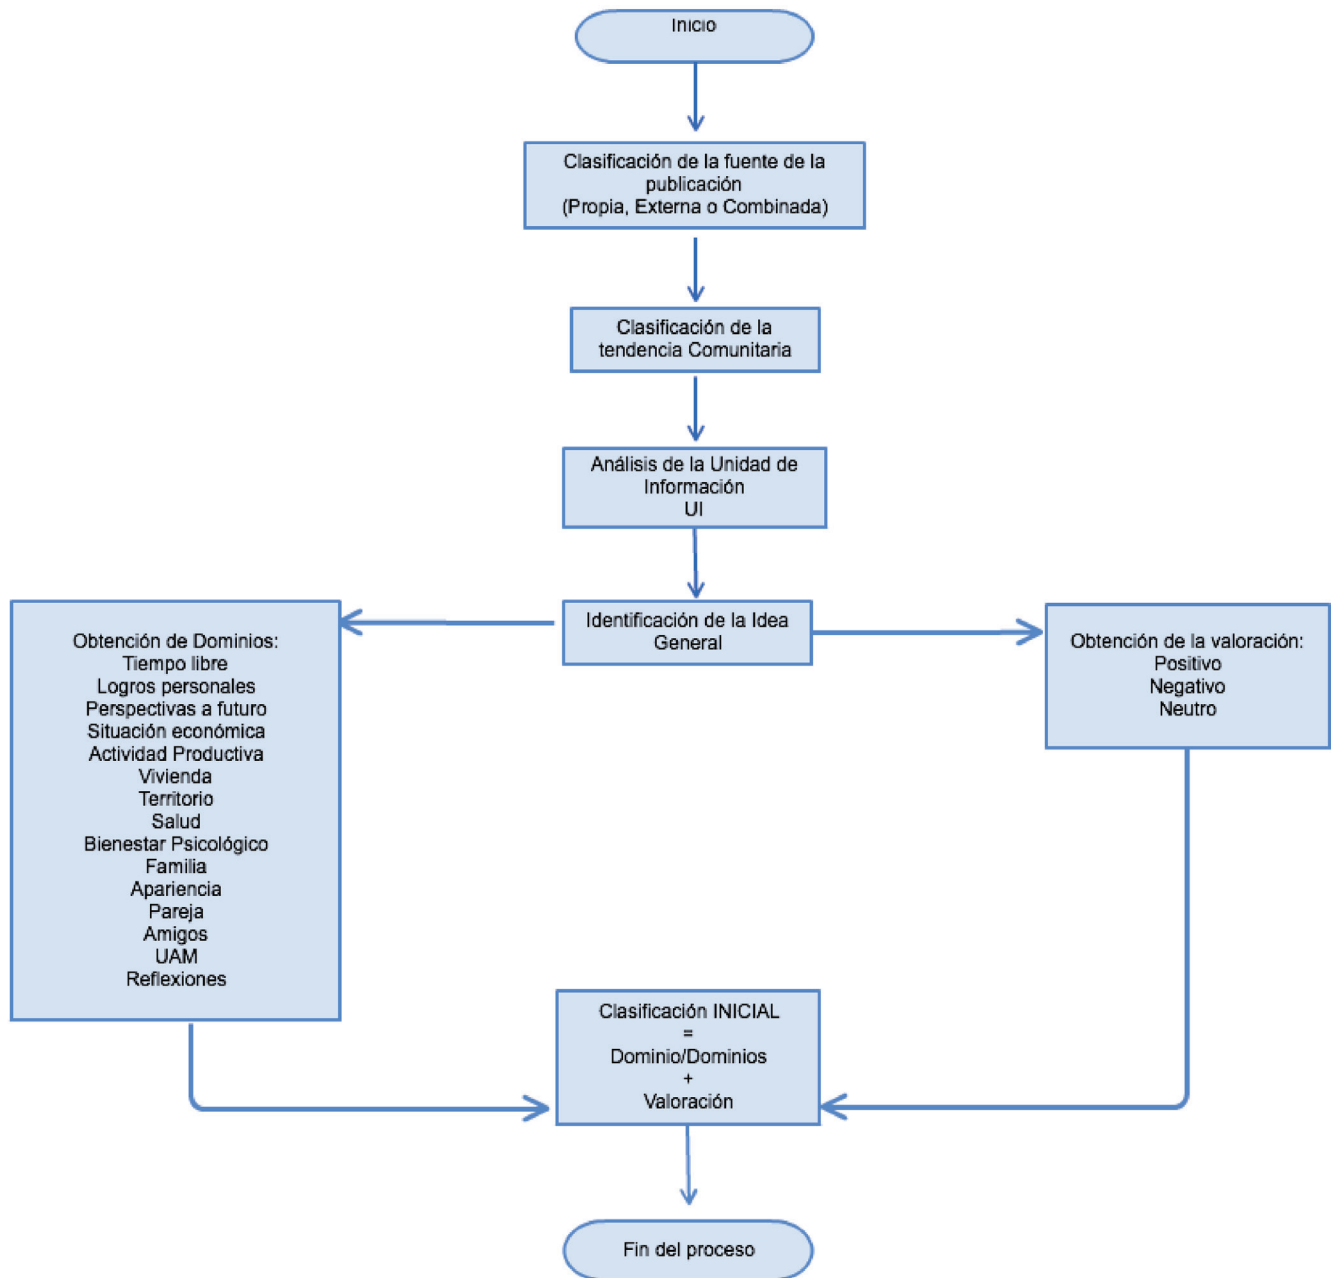 Inicio
Clasificación de la fuente de la
publicación
(Propia, Externa o Combinada)
Clasificación de la
tendencia Comunitaria
Análisis de la Unidad de
Información
UI
Identificación de la Idea
General
Obtención de Dominios:
Tiempo libre
Logros personales
Perspectivas a futuro
Situación económica
Actividad Productiva
Vivienda
Territorio
Salud
Bienestar Psicológico
Familia
Apariencia
Pareja
Amigos
UAM
Reflexiones
Obtención de la valoración:
Positivo
Negativo
Neutro
Clasificación INICIAL
=
Dominio/Dominios
+
Valoración
Fin del proceso